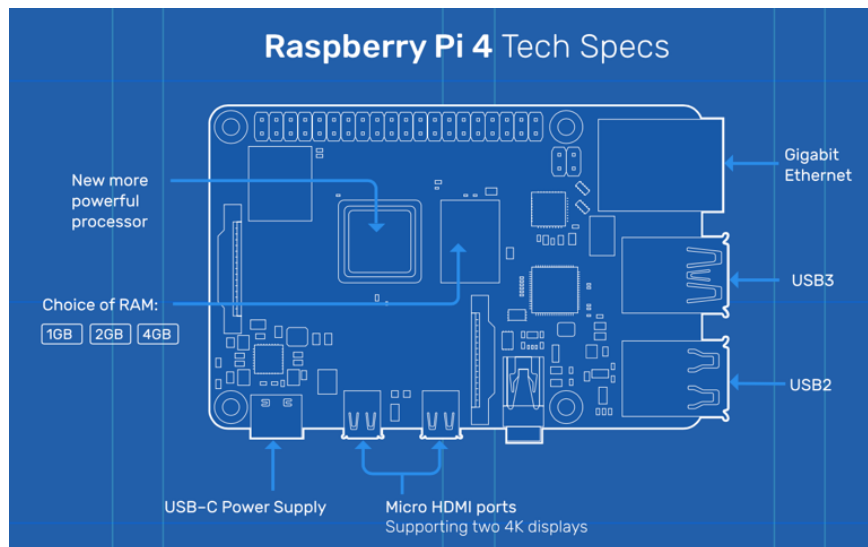 Raspberry Pi 4 Tech Specs
Gigabit
Ethernet
New more
powerful
processor
USB3
Choice of RAM:
1GB 2GB 4GB
USB2
USB-C Power Supply
Micro HDMI ports
Supporting two 4K displays